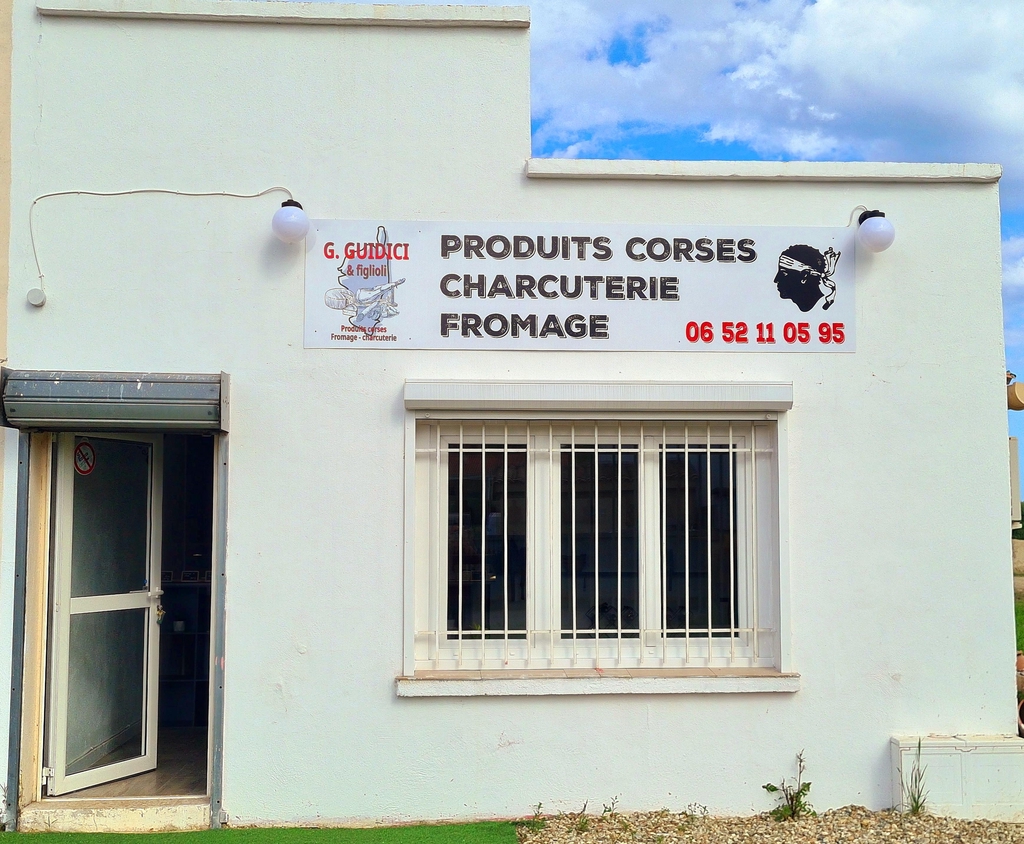 G. GUIDICI
& figlioli
Produits corses
Fromage - charcuterie
PRODUITS CORSES
CHARCUTERIE
FROMAGE
06 52 11 05 95